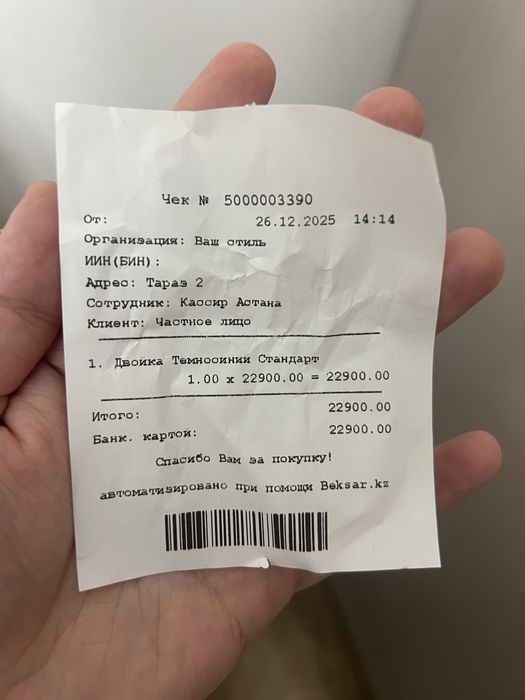 Чек № 5000003390
От: 26.12.2025 14:14
Организация: Ваш стиль
ИИН(БИН):
Адрес: Тараз 2
Сотрудник: Кассир Астана
Клиент: Частное лицо
1. Двойка Темносинии Стандарт
1.00 x 22900.00 = 22900.00
Итого: 22900.00
Банк. картой: 22900.00
Спасибо Вам за покупку!
автоматизировано при помощи Beksar.kz